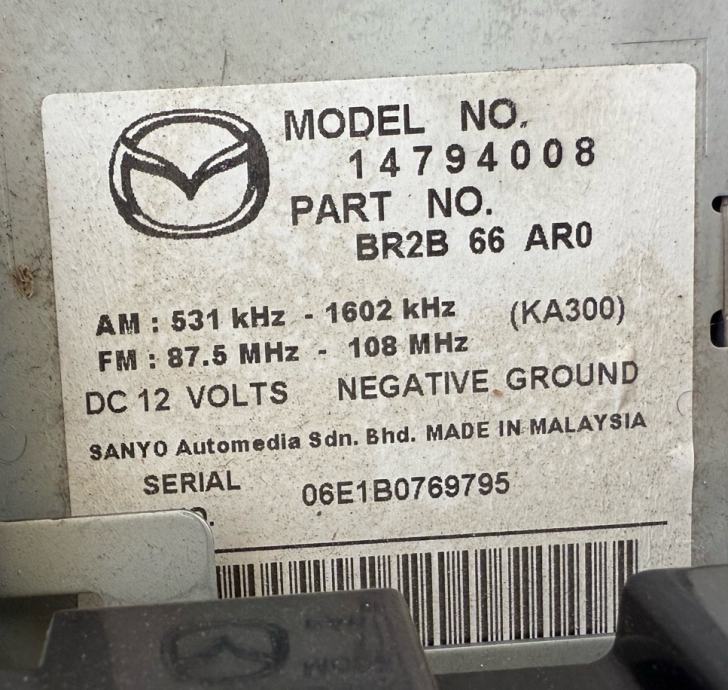 MODEL NO.
14794008
PART NO.
BR2B 66 AR0
AM : 531 kHz - 1602 kHz (KA300)
FM : 87.5 MHz - 108 MHz
DC 12 VOLTS NEGATIVE GROUND
SANYO Automedia Sdn. Bhd. MADE IN MALAYSIA
SERIAL 06E1B0769795